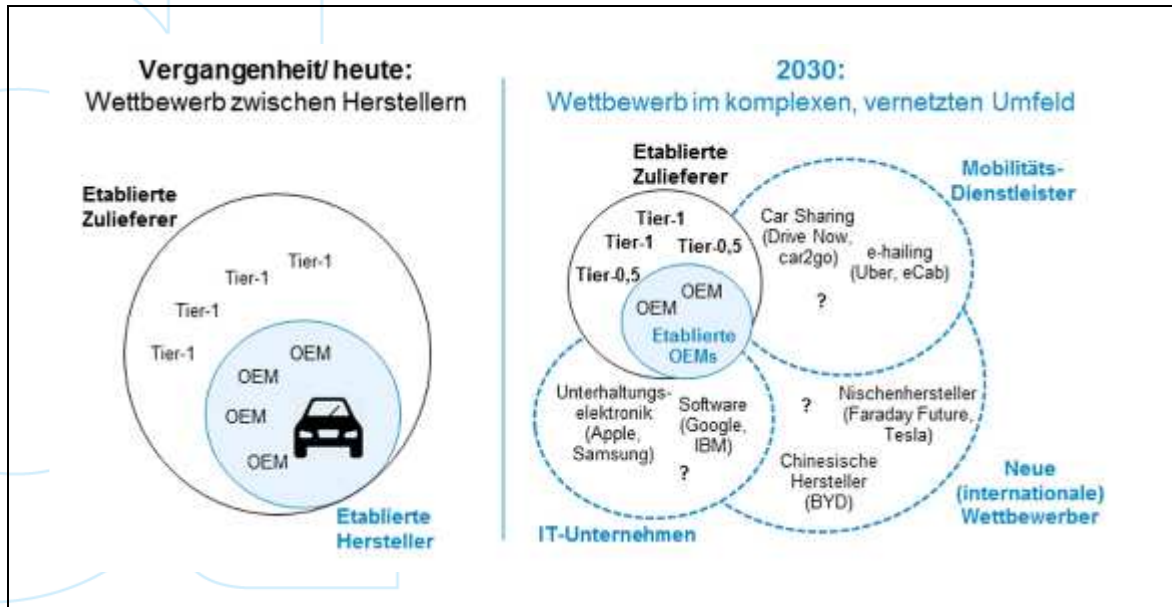 Vergangenheit/ heute:
Wettbewerb zwischen Herstellern
Etablierte
Zulieferer
Tier-1
Tier-1
Tier-1
Tier-1
OEM
OEM
OEM
OEM
Etablierte
Hersteller
2030:
Wettbewerb im komplexen, vernetzten Umfeld
Etablierte
Zulieferer
Tier-1
Tier-1
Tier-0,5
Tier-0,5
OEM
OEM
Etablierte
OEMs
Mobilitäts-
Dienstleister
Car Sharing
(Drive Now,
car2go)
e-hailing
(Uber, eCab)
?
Unterhaltungs-
elektronik
(Apple,
Samsung)
Software
(Google,
IBM)
?
IT-Unternehmen
?
Nischenhersteller
(Faraday Future,
Tesla)
Chinesische
Hersteller
(BYD)
Neue
(internationale)
Wettbewerber